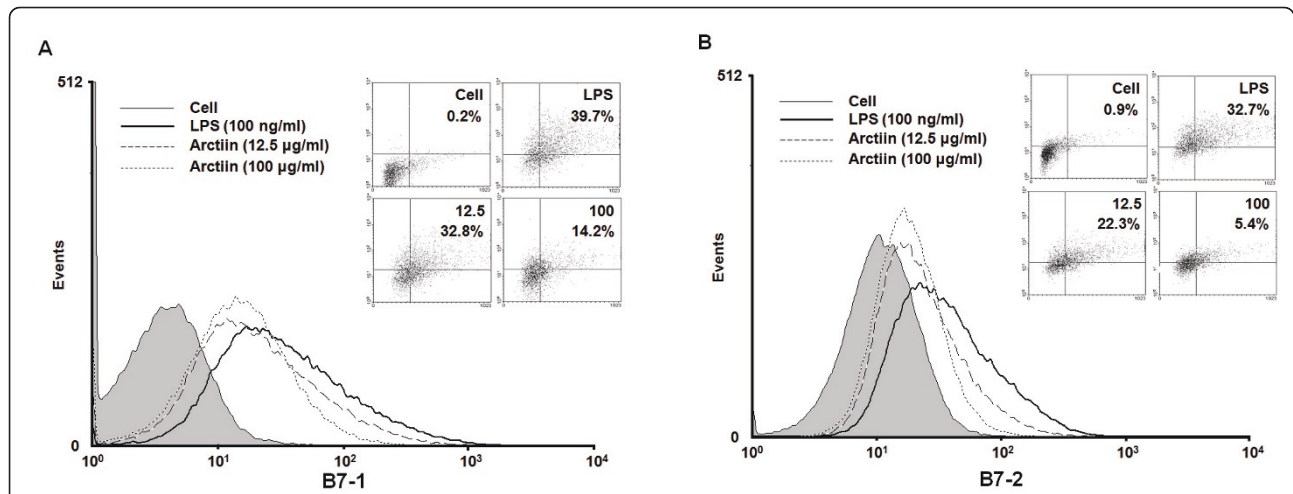 A
512
Cell
LPS (100 ng/ml)
Arctiin (12.5 µg/ml)
Arctiin (100 µg/ml)
Cell
0.2%
LPS
39.7%
12.5
32.8%
100
14.2%
Events
0
10⁰ 10¹ 10² 10³ 10⁴
B7-1
B
512
Cell
LPS (100 ng/ml)
Arctiin (12.5 µg/ml)
Arctiin (100 µg/ml)
Cell
0.9%
LPS
32.7%
12.5
22.3%
100
5.4%
Events
0
10⁰ 10¹ 10² 10³ 10⁴
B7-2